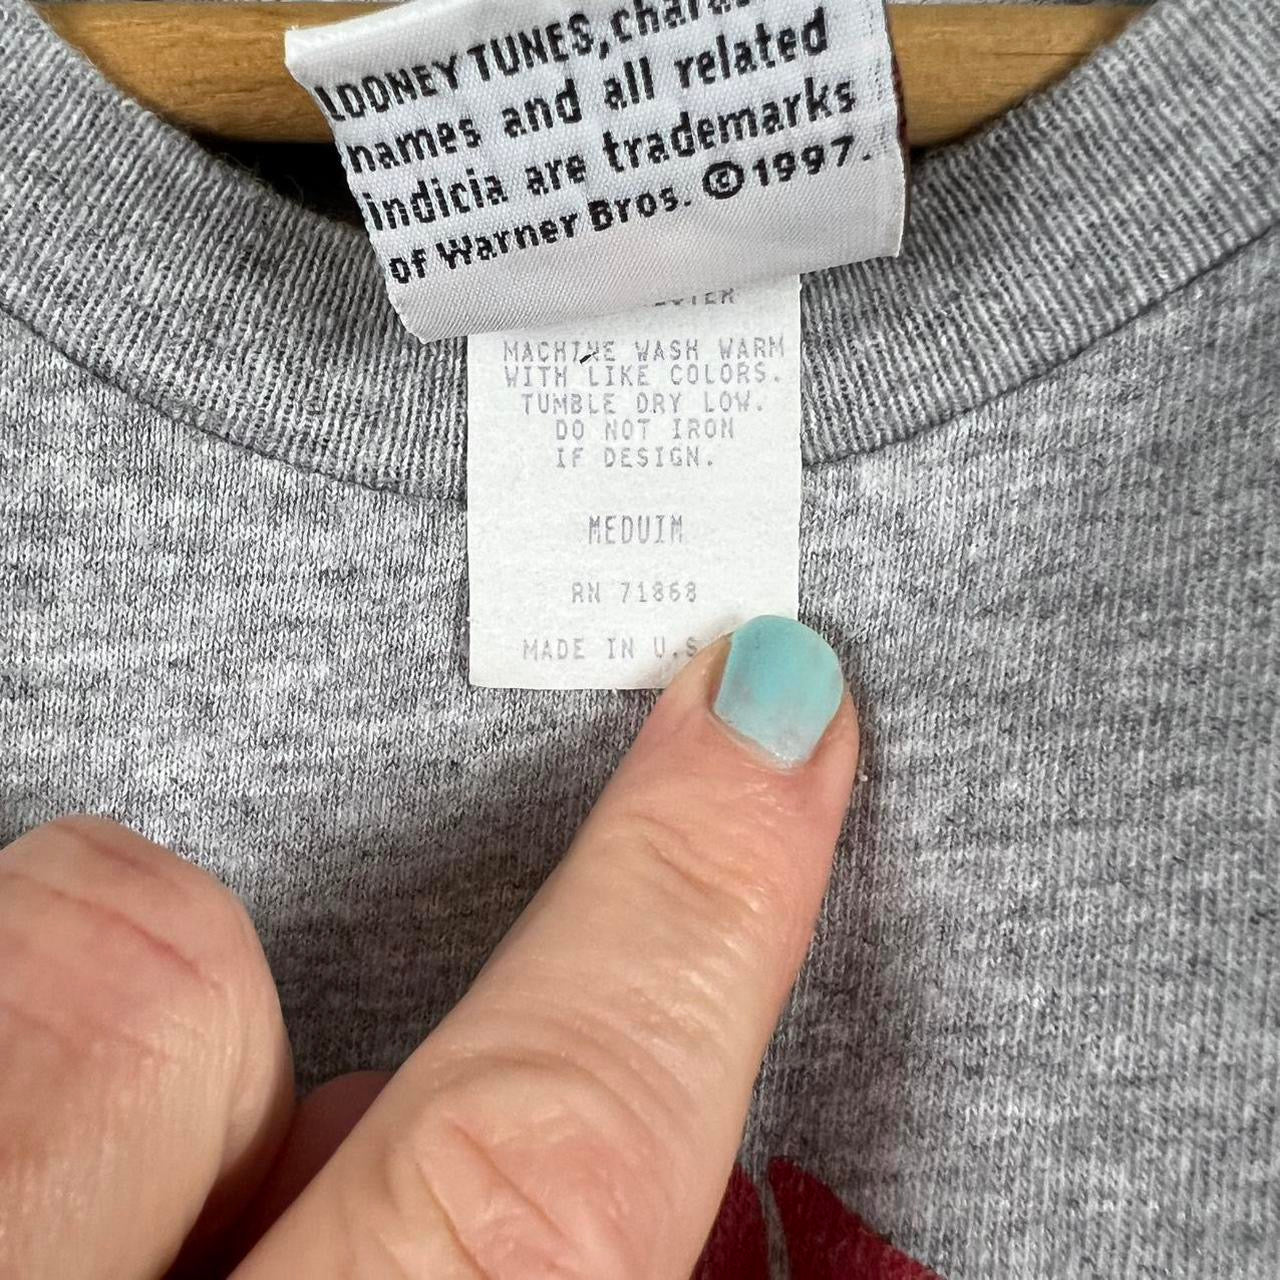 LOONEY TUNES,
names and all related
indicia are trademarks
of Warner Bros. ©1997.
MACHINE WASH WARM
WITH LIKE COLORS.
TUMBLE DRY LOW.
DO NOT IRON
IF DESIGN.
MEDUIM
RN 71868
MADE IN U.S